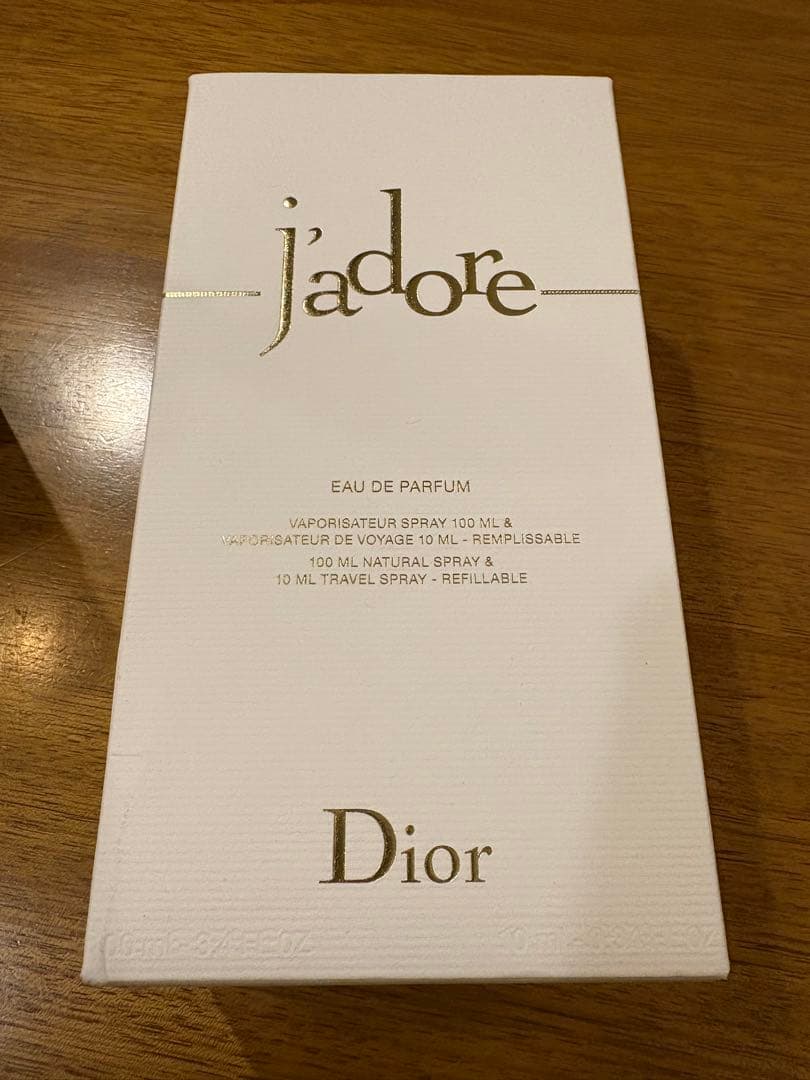 j'adore
EAU DE PARFUM
VAPORISATEUR SPRAY 100 ML &
VAPORISATEUR DE VOYAGE 10 ML - REMPLISSABLE
100 ML NATURAL SPRAY &
10 ML TRAVEL SPRAY - REFILLABLE
Dior